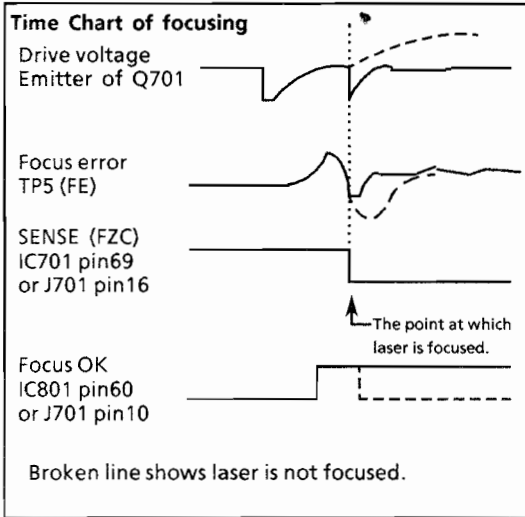 Time Chart of focusing
Drive voltage
Emitter of Q701
Focus error
TP5 (FE)
SENSE (FZC)
IC701 pin69
or J701 pin16
The point at which
laser is focused.
Focus OK
IC801 pin60
or J701 pin10
Broken line shows laser is not focused.